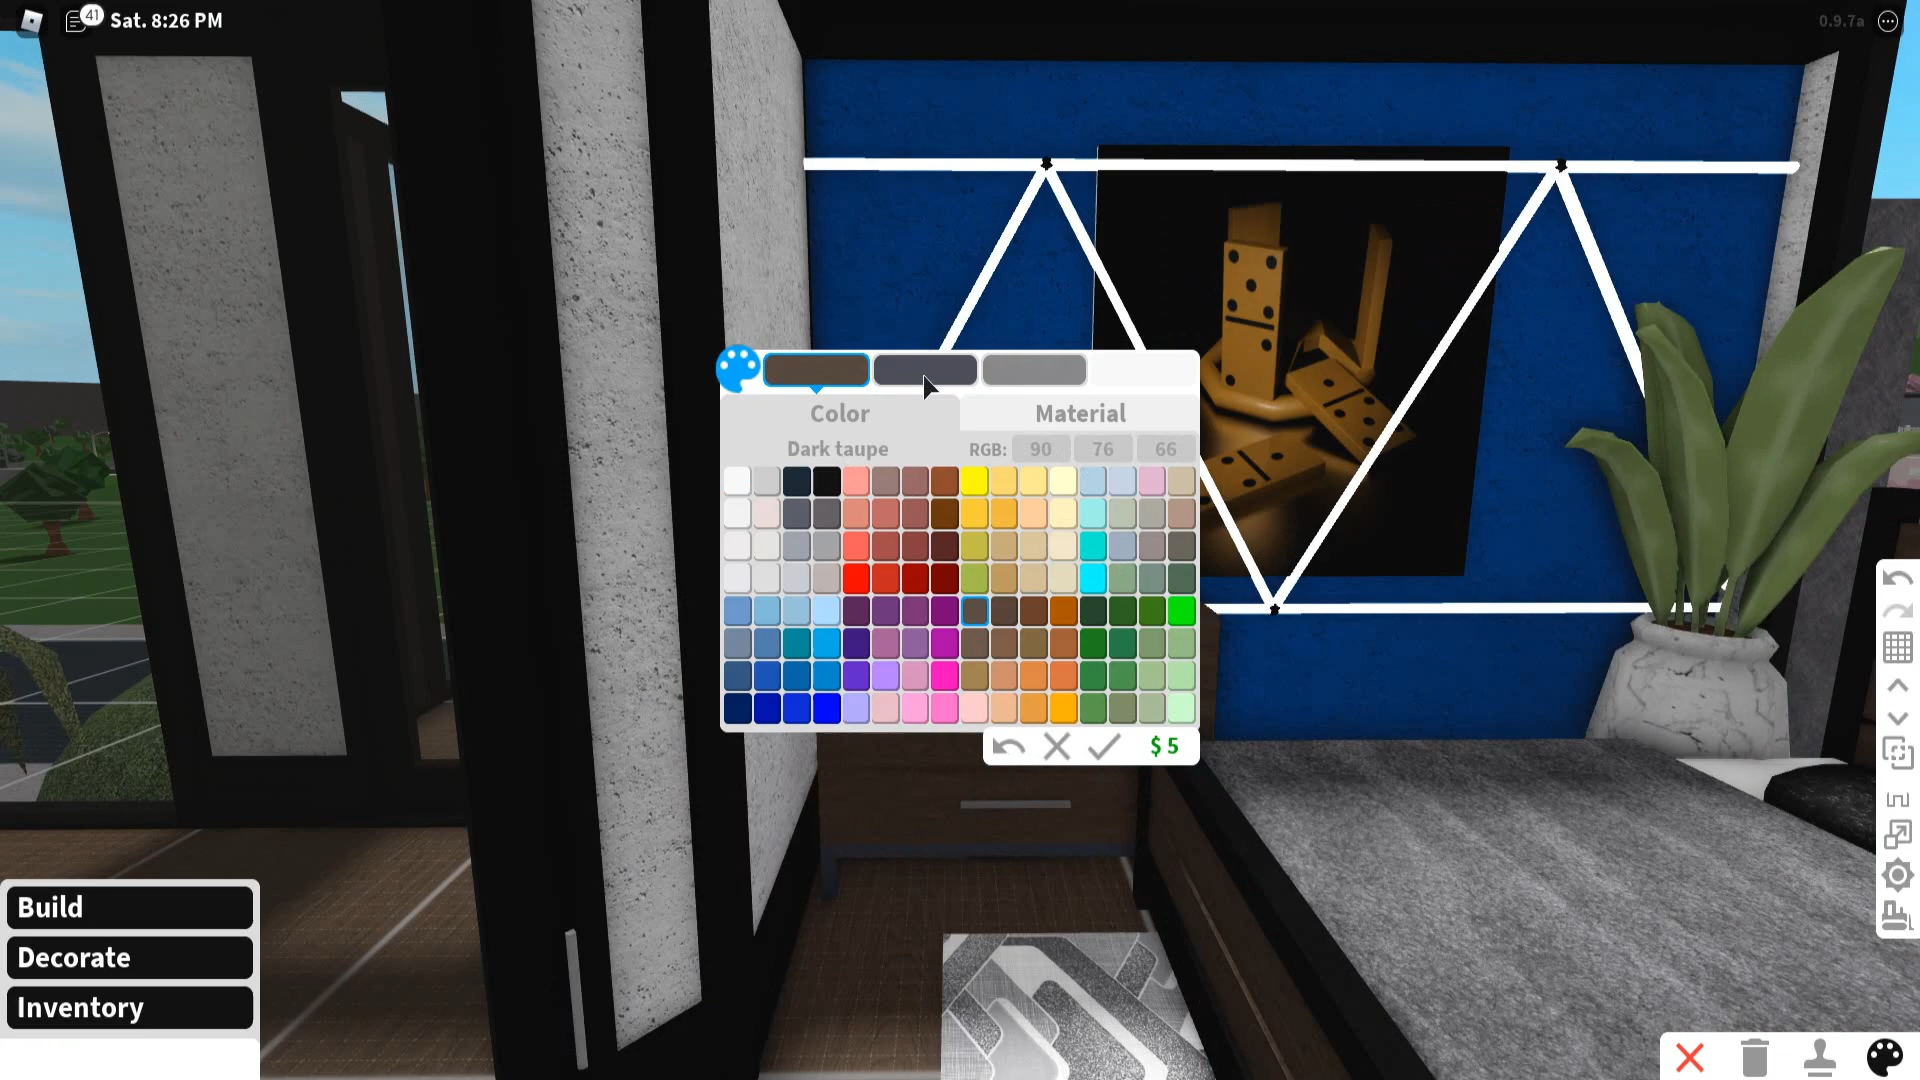 41
Sat. 8:26 PM
0.9.7a
Color
Material
Dark taupe
RGB: 90 76 66
$ 5
Build
Decorate
Inventory